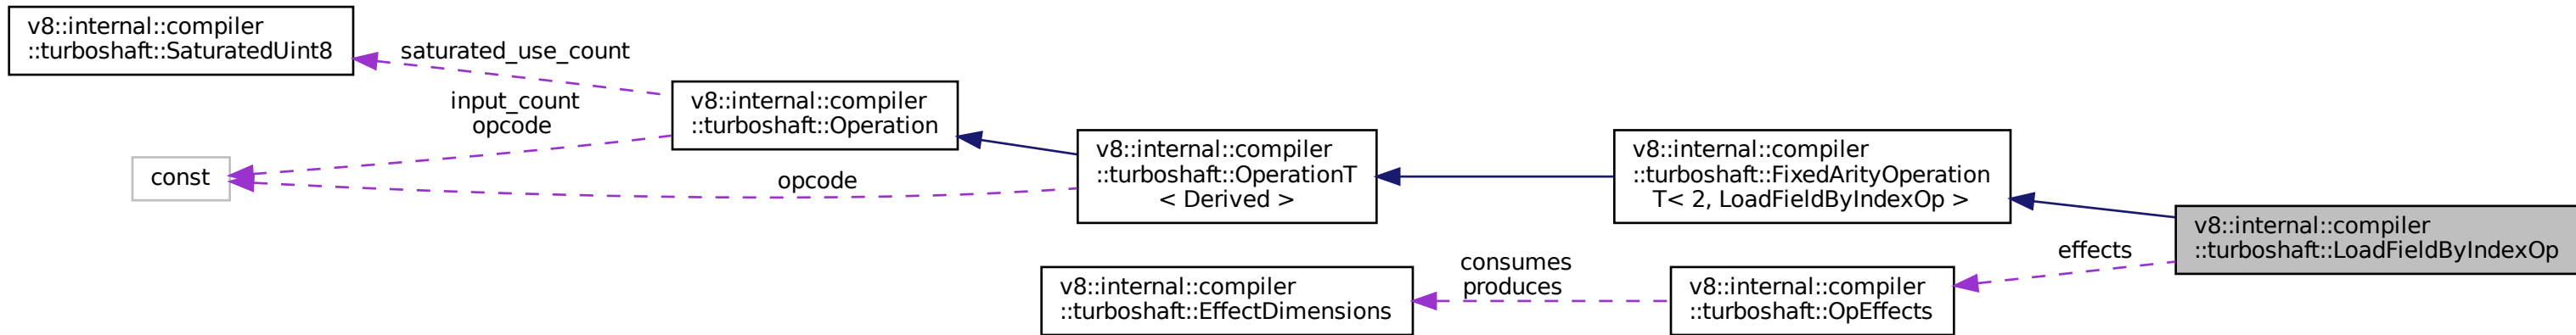 v8::internal::compiler
::turboshaft::SaturatedUint8
saturated_use_count
input_count
opcode
const
v8::internal::compiler
::turboshaft::Operation
opcode
v8::internal::compiler
::turboshaft::OperationT
< Derived >
v8::internal::compiler
::turboshaft::FixedArityOperation
T< 2, LoadFieldByIndexOp >
v8::internal::compiler
::turboshaft::LoadFieldByIndexOp
effects
v8::internal::compiler
::turboshaft::EffectDimensions
consumes
produces
v8::internal::compiler
::turboshaft::OpEffects